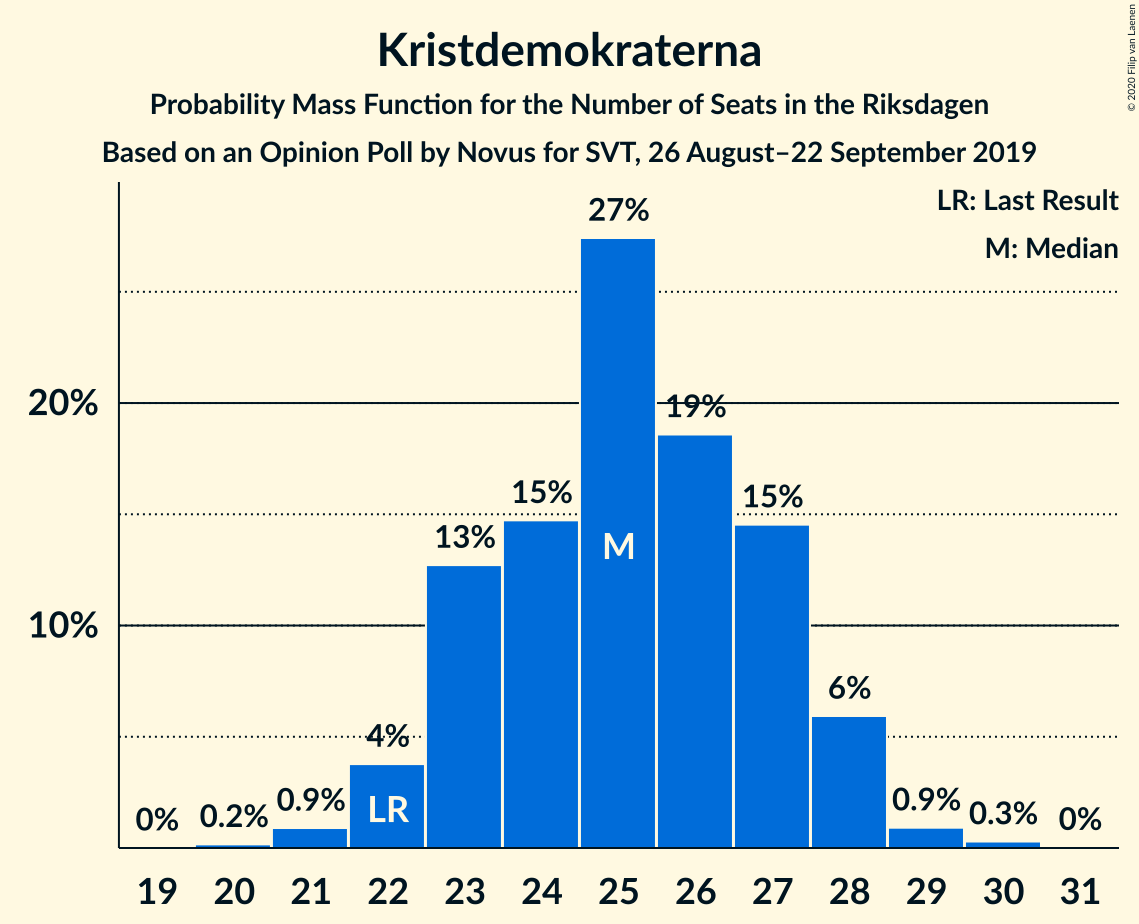 Kristdemokraterna
Probability Mass Function for the Number of Seats in the Riksdagen
Based on an Opinion Poll by Novus for SVT, 26 August–22 September 2019
© 2020 Filip van Laenen
LR: Last Result
M: Median
20%
10%
0%
0.2%
0.9%
4%
13%
15%
27%
19%
15%
6%
0.9%
0.3%
0%
LR
M
19 20 21 22 23 24 25 26 27 28 29 30 31